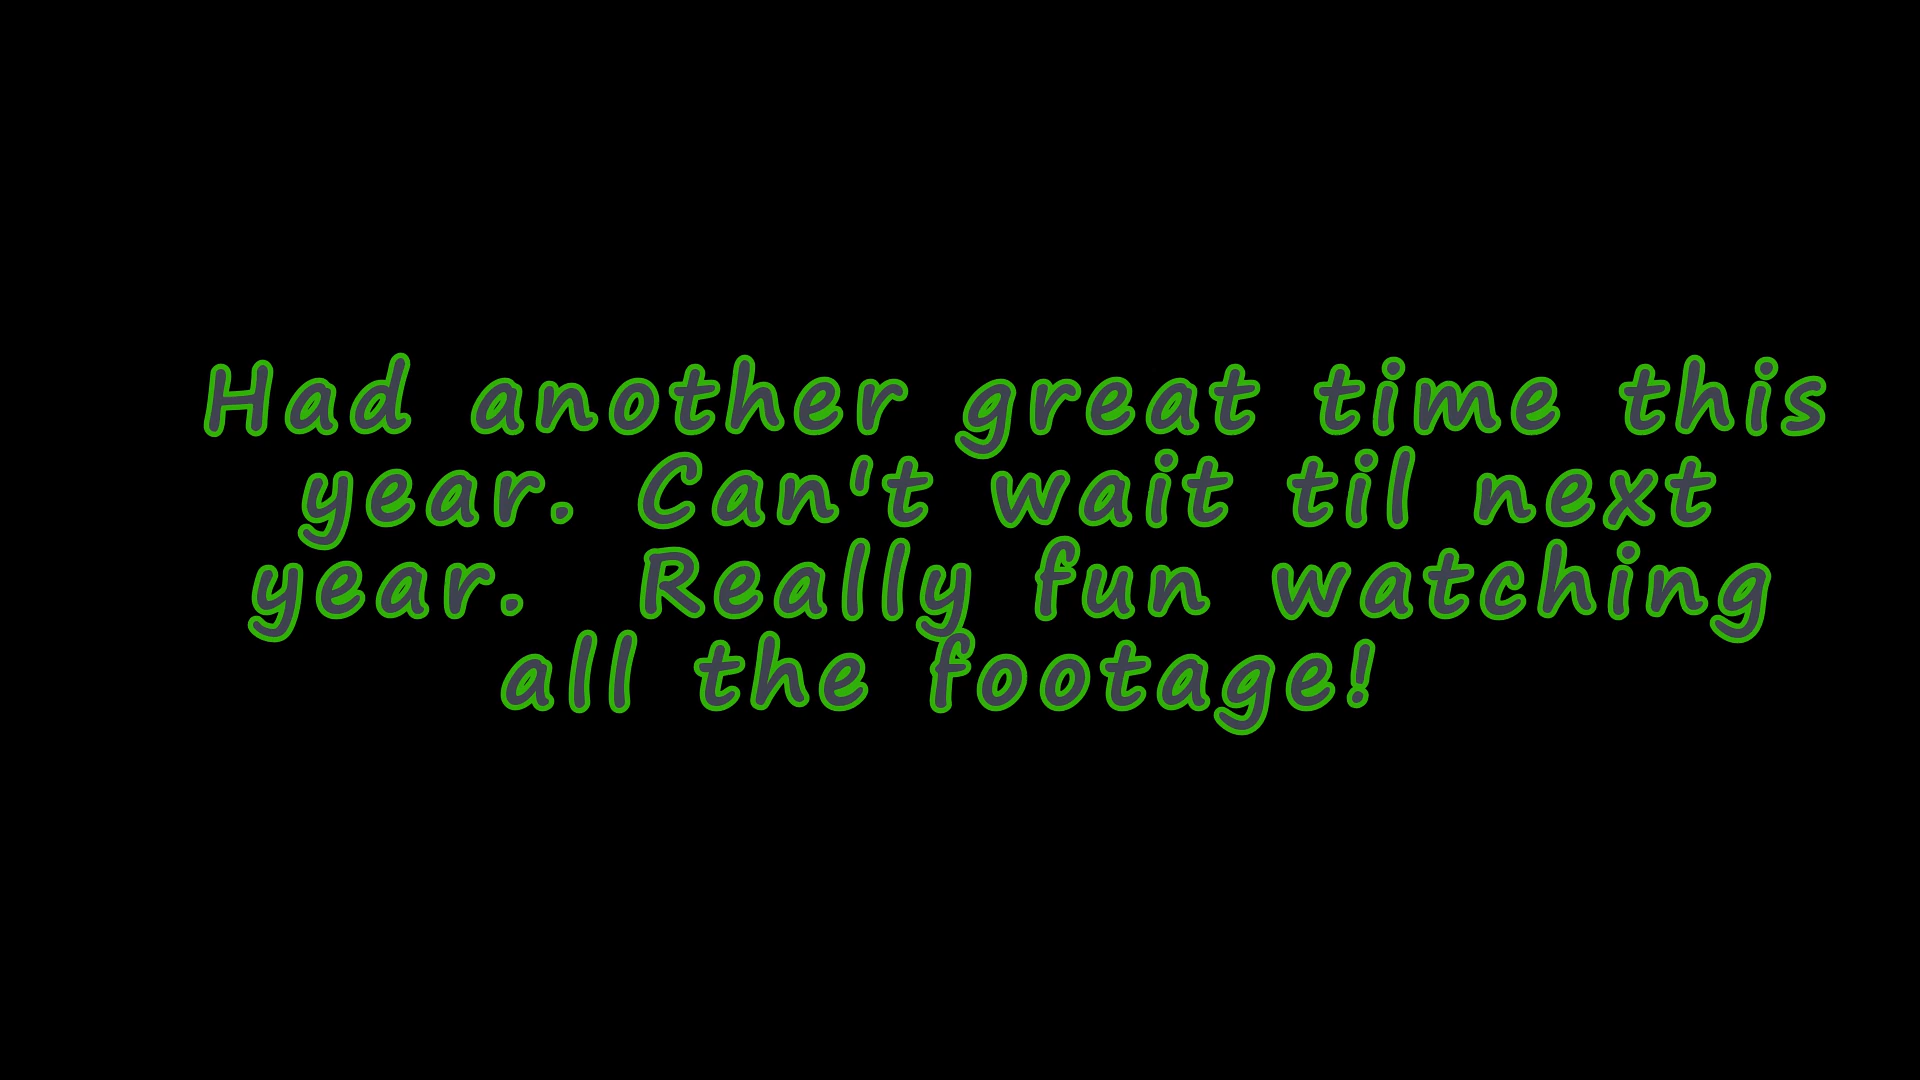 Had another great time this
year. Can't wait til next
year.  Really fun watching
all the footage!